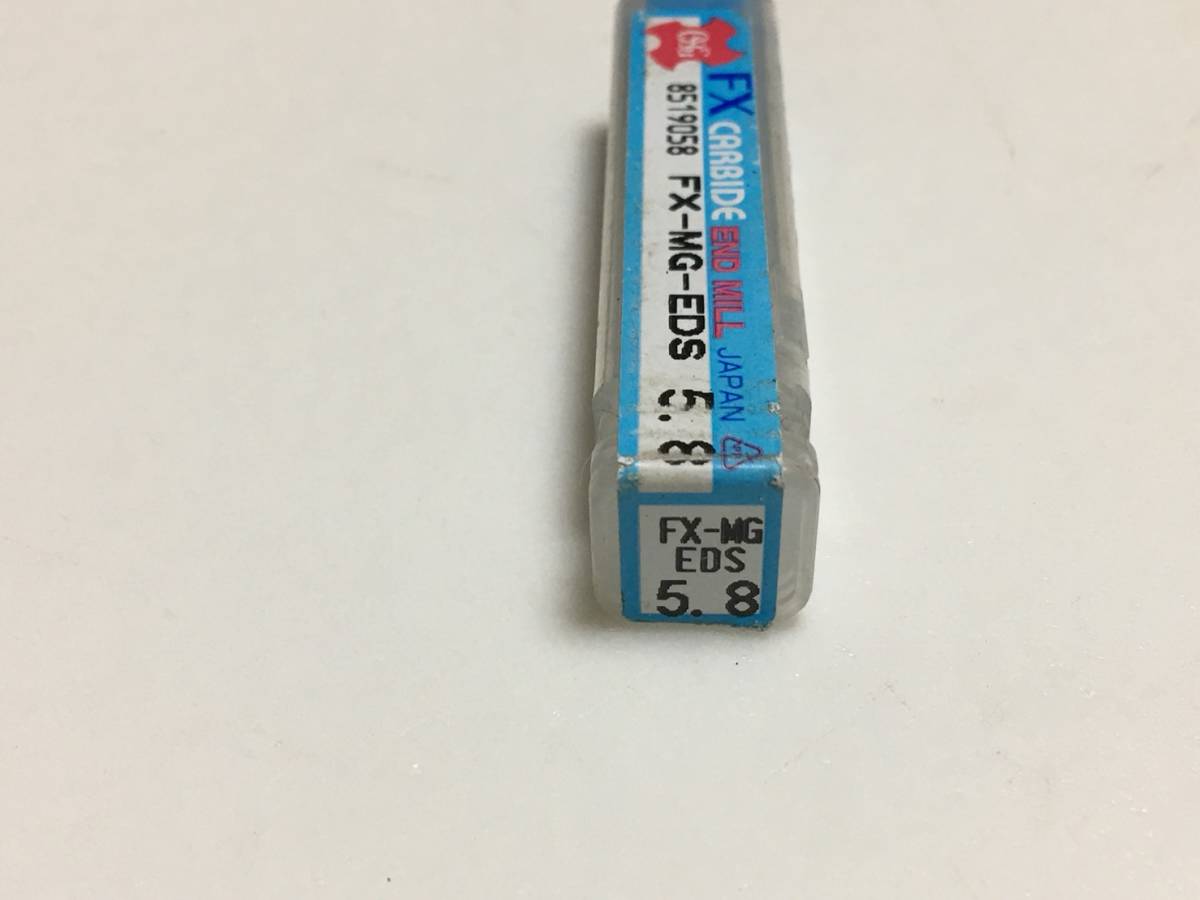 OSG
FX CARBIDE END MILL JAPAN
8519058 FX-MG-EDS 5.8
FX-MG
EDS
5.8